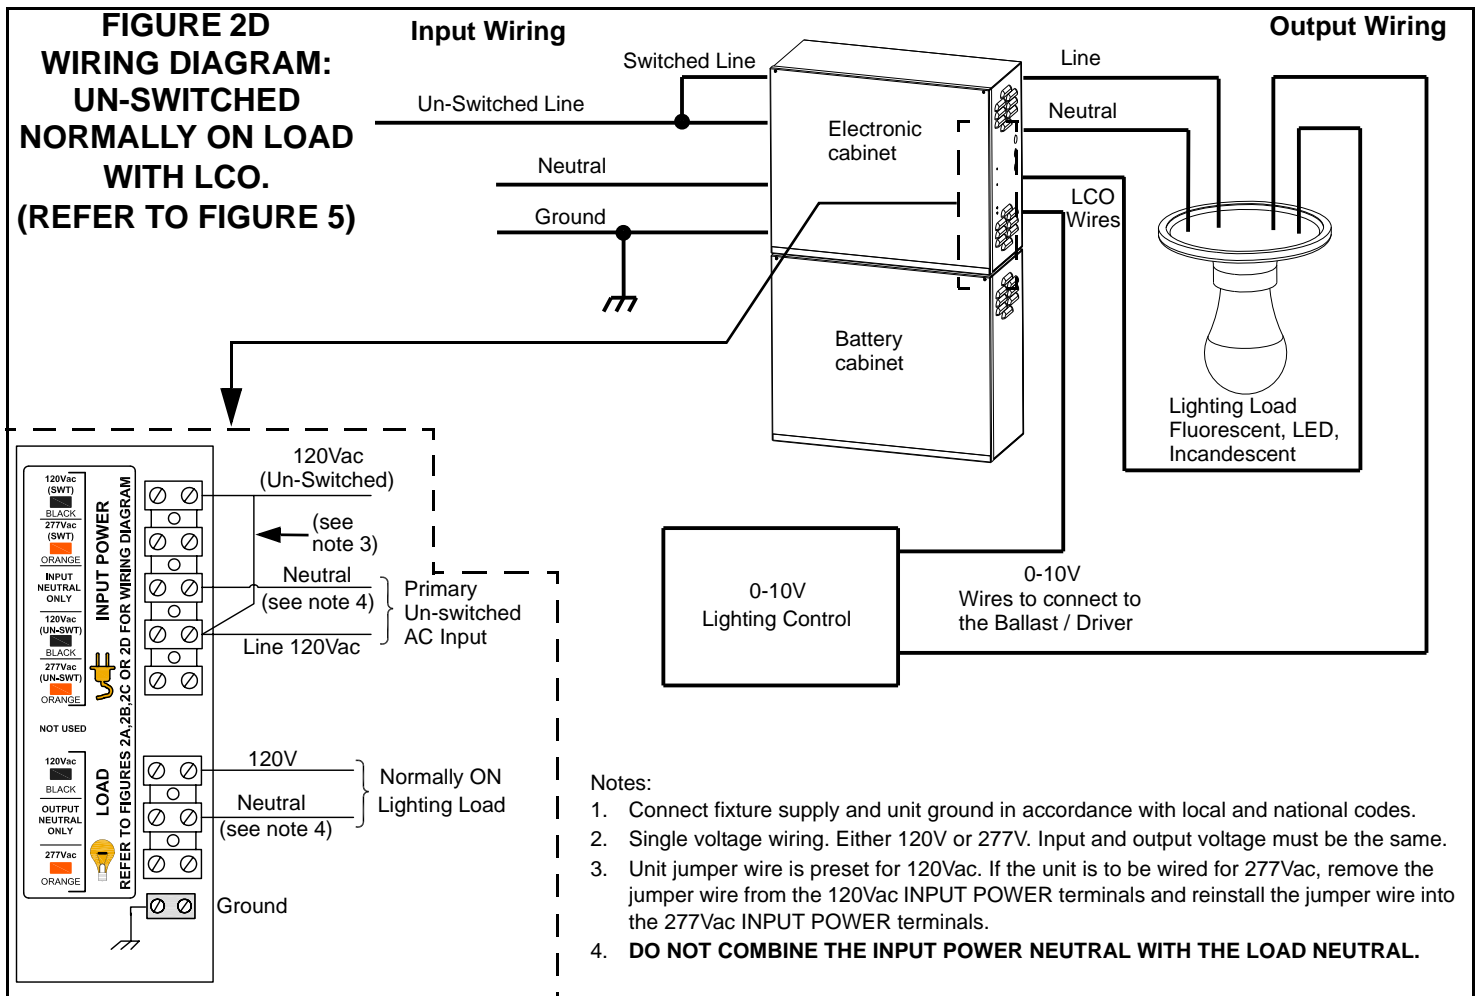 FIGURE 2D
WIRING DIAGRAM:
UN-SWITCHED
NORMALLY ON LOAD
WITH LCO.
(REFER TO FIGURE 5)
Input Wiring
Output Wiring
Switched Line
Un-Switched Line
Neutral
Ground
Electronic
cabinet
Battery
cabinet
Line
Neutral
LCO
Wires
Lighting Load
Fluorescent, LED,
Incandescent
0-10V
Lighting Control
0-10V
Wires to connect to
the Ballast / Driver
120Vac
(SWT)
BLACK
277Vac
(SWT)
ORANGE
INPUT
NEUTRAL
ONLY
120Vac
(UN-SWT)
BLACK
277Vac
(UN-SWT)
ORANGE
NOT USED
120Vac
BLACK
OUTPUT
NEUTRAL
ONLY
277Vac
ORANGE
INPUT POWER
LOAD
REFER TO FIGURES 2A,2B,2C OR 2D FOR WIRING DIAGRAM
120Vac
(Un-Switched)
(see
note 3)
Neutral
(see note 4)
Line 120Vac
Primary
Un-switched
AC Input
120V
Neutral
(see note 4)
Normally ON
Lighting Load
Ground
Notes:
1. Connect fixture supply and unit ground in accordance with local and national codes.
2. Single voltage wiring. Either 120V or 277V. Input and output voltage must be the same.
3. Unit jumper wire is preset for 120Vac. If the unit is to be wired for 277Vac, remove the
jumper wire from the 120Vac INPUT POWER terminals and reinstall the jumper wire into
the 277Vac INPUT POWER terminals.
4. DO NOT COMBINE THE INPUT POWER NEUTRAL WITH THE LOAD NEUTRAL.